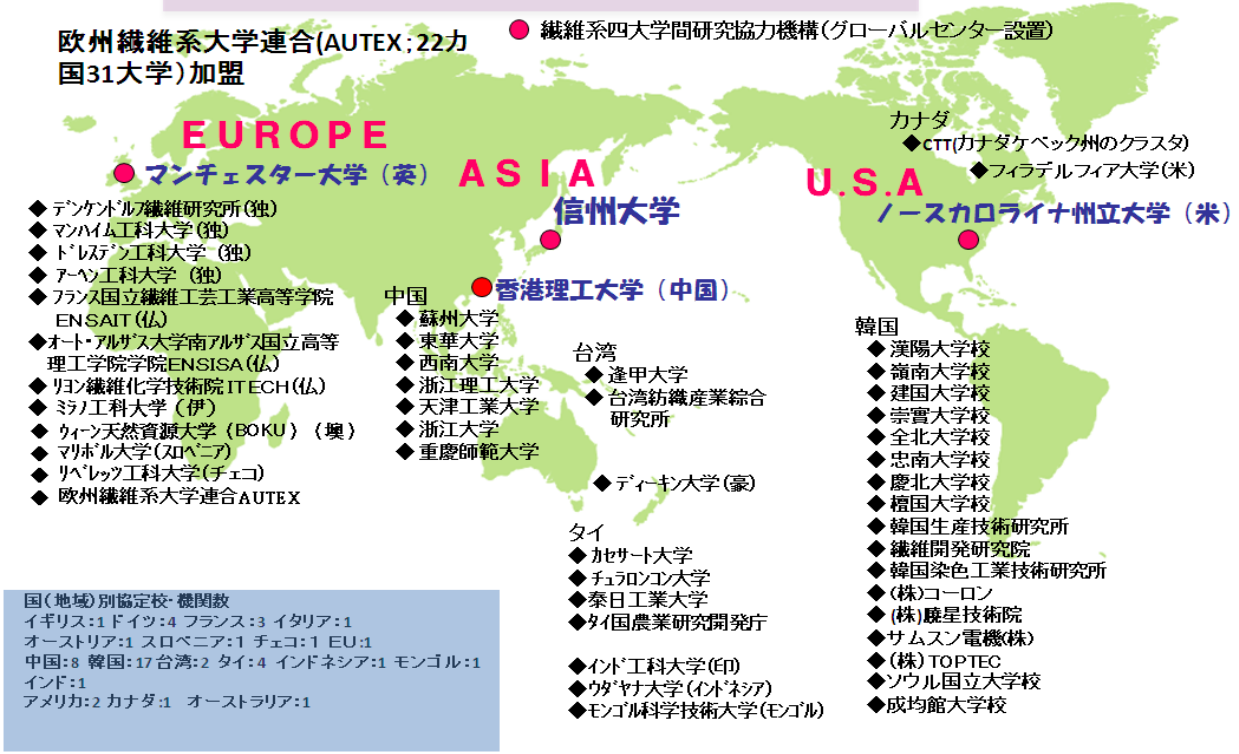 欧州繊維系大学連合(AUTEX;22カ
国31大学)加盟
繊維系四大学間研究協力機構(グローバルセンター設置)
EUROPE
マンチェスター大学(英)
ASIA
信州大学
香港理工大学(中国)
U.S.A
ノースカロライナ州立大学(米)
カナダ
◆CTT(カナダケベック州のクラスタ)
◆フィラデルフィア大学(米)
◆ デンケンドルフ繊維研究所(独)
◆ マンハイム工科大学(独)
◆ ドレスデン工科大学 (独)
◆ アーヘン工科大学 (独)
◆ フランス国立繊維工芸工業高等学院
ENSAIT(仏)
◆オート・アルザス大学南アルザス国立高等
理工学院学院ENSISA(仏)
◆ リヨン繊維化学技術院ITECH(仏)
◆ ミラノ工科大学(伊)
◆ ウィーン天然資源大学(BOKU)(墺)
◆ マリボル大学(スロベニア)
◆ リベレッツ工科大学(チェコ)
◆ 欧州繊維系大学連合AUTEX
中国
◆ 蘇州大学
◆ 東華大学
◆ 西南大学
◆ 浙江理工大学
◆ 天津工業大学
◆ 浙江大学
◆ 重慶師範大学
台湾
◆ 逢甲大学
◆ 台湾紡織産業綜合
研究所
◆ ディーキン大学(豪)
タイ
◆ カセサート大学
◆ チュラロンコン大学
◆泰日工業大学
◆タイ国農業研究開発庁
◆インド工科大学(印)
◆ウダヤナ大学(インドネシア)
◆モンゴル科学技術大学(モンゴル)
韓国
◆ 漢陽大学校
◆ 嶺南大学校
◆ 建国大学校
◆ 崇實大学校
◆ 全北大学校
◆ 忠南大学校
◆ 慶北大学校
◆ 檀国大学校
◆ 韓国生産技術研究所
◆ 繊維開発研究院
◆ 韓国染色工業技術研究所
◆ (株)コーロン
◆ (株)暁星技術院
◆サムスン電機(株)
◆(株)TOPTEC
◆ソウル国立大学校
◆成均館大学校
国(地域)別協定校・機関数
イギリス:1 ドイツ:4 フランス:3 イタリア:1
オーストリア:1 スロベニア:1 チェコ:1 EU:1
中国:8 韓国:17 台湾:2 タイ:4 インドネシア:1 モンゴル:1
インド:1
アメリカ:2 カナダ:1 オーストラリア:1